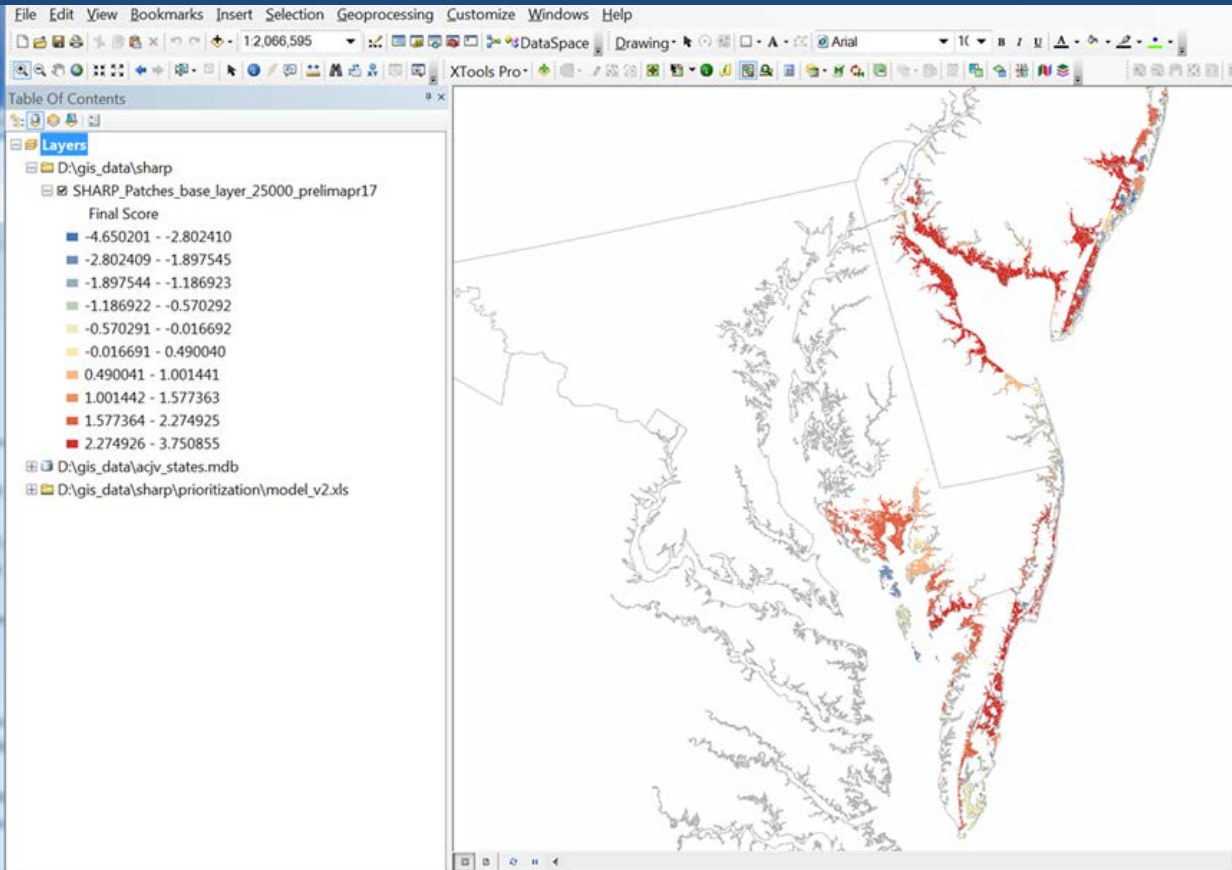 File Edit View Bookmarks Insert Selection Geoprocessing Customize Windows Help
1:2,066,595 DataSpace Drawing Arial 10 B I U A
XTools Pro
Table Of Contents
Layers
D:\gis_data\sharp
SHARP_Patches_base_layer_25000_prelimapr17
Final Score
-4.650201 - -2.802410
-2.802409 - -1.897545
-1.897544 - -1.186923
-1.186922 - -0.570292
-0.570291 - -0.016692
-0.016691 - 0.490040
0.490041 - 1.001441
1.001442 - 1.577363
1.577364 - 2.274925
2.274926 - 3.750855
D:\gis_data\acjv_states.mdb
D:\gis_data\sharp\prioritization\model_v2.xls